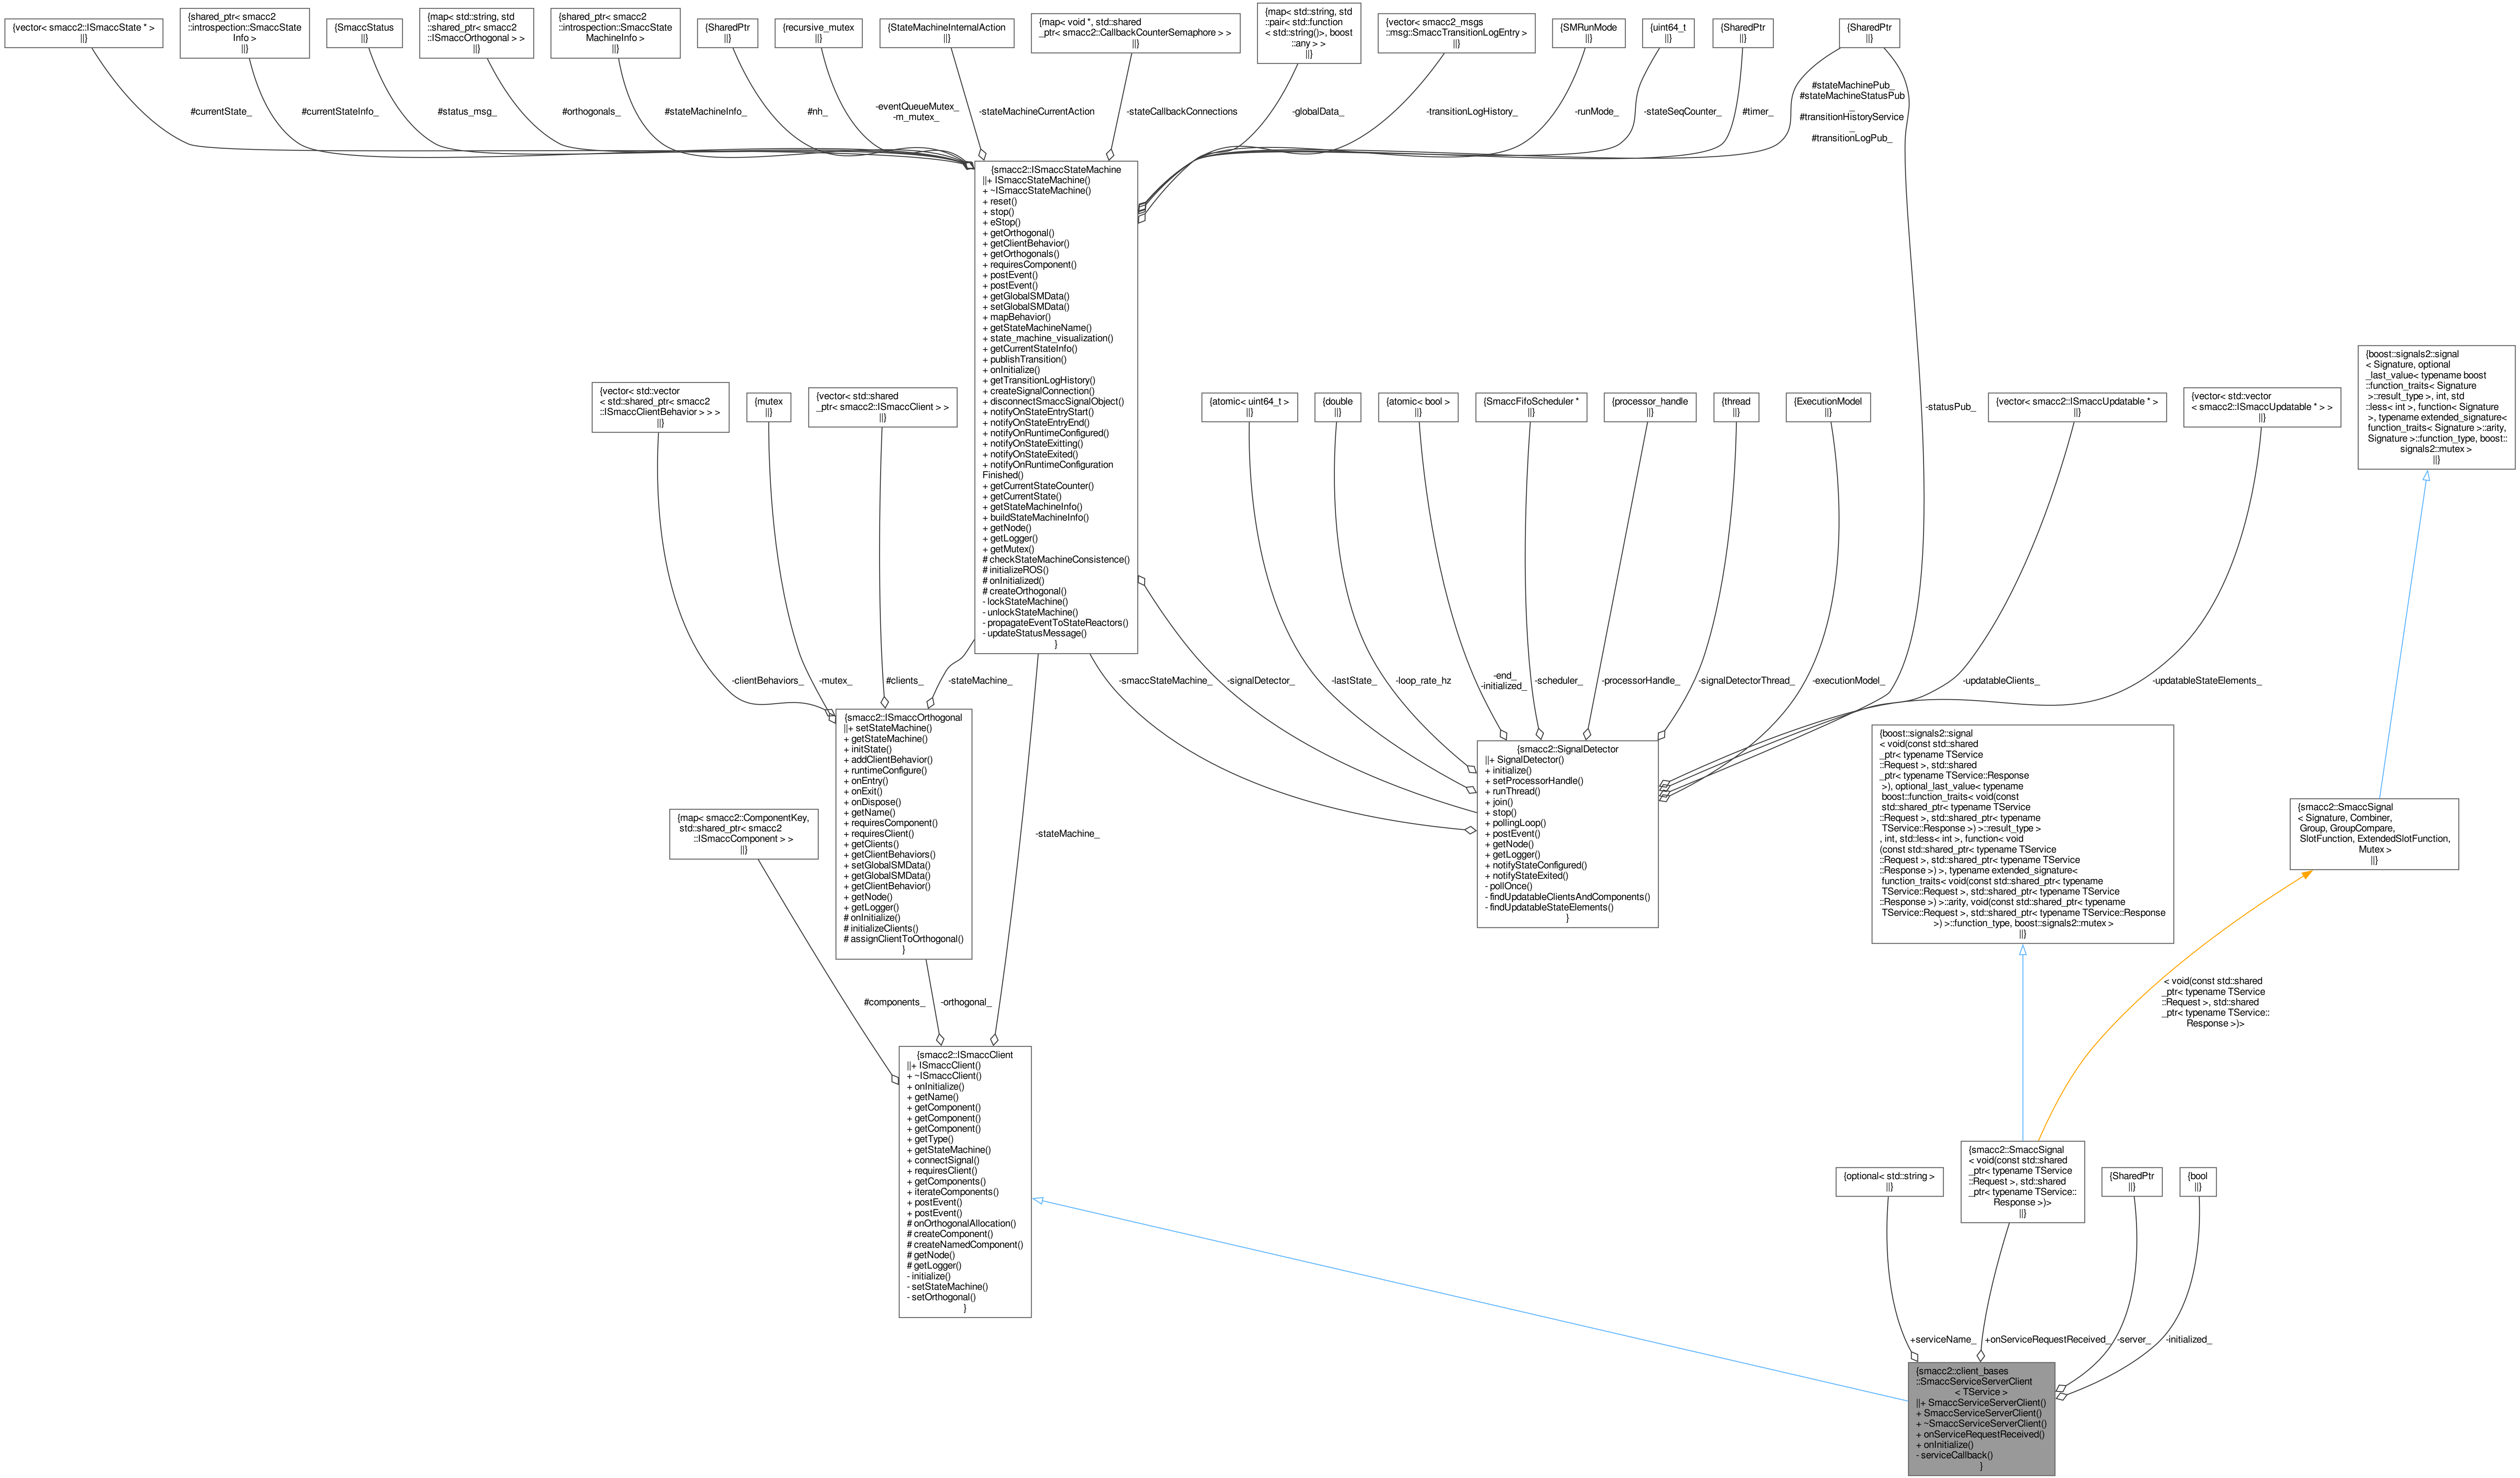 {vector< smacc2::ISmaccState * >
||}
{shared_ptr< smacc2
::introspection::SmaccState
Info >
||}
{SmaccStatus
||}
{map< std::string, std
::shared_ptr< smacc2
::ISmaccOrthogonal > >
||}
{shared_ptr< smacc2
::introspection::SmaccState
MachineInfo >
||}
{SharedPtr
||}
{recursive_mutex
||}
{StateMachineInternalAction
||}
{map< void *, std::shared
_ptr< smacc2::CallbackCounterSemaphore > >
||}
{map< std::string, std
::pair< std::function
< std::string()>, boost
::any > >
||}
{vector< smacc2_msgs
::msg::SmaccTransitionLogEntry >
||}
{SMRunMode
||}
{uint64_t
||}
{SharedPtr
||}
{SharedPtr
||}
#currentState_
#currentStateInfo_
#status_msg_
#orthogonals_
#stateMachineInfo_
#nh_
-eventQueueMutex_
-m_mutex_
-stateMachineCurrentAction
-stateCallbackConnections
-globalData_
-transitionLogHistory_
-runMode_
-stateSeqCounter_
#timer_
#stateMachinePub_
#stateMachineStatusPub
_
#transitionHistoryService
_
#transitionLogPub_
{smacc2::ISmaccStateMachine
||+ ISmaccStateMachine()
+ ~ISmaccStateMachine()
+ reset()
+ stop()
+ eStop()
+ getOrthogonal()
+ getClientBehavior()
+ getOrthogonals()
+ requiresComponent()
+ postEvent()
+ postEvent()
+ getGlobalSMData()
+ setGlobalSMData()
+ mapBehavior()
+ getStateMachineName()
+ state_machine_visualization()
+ getCurrentStateInfo()
+ publishTransition()
+ onInitialize()
+ getTransitionLogHistory()
+ createSignalConnection()
+ disconnectSmaccSignalObject()
+ notifyOnStateEntryStart()
+ notifyOnStateEntryEnd()
+ notifyOnRuntimeConfigured()
+ notifyOnStateExitting()
+ notifyOnStateExited()
+ notifyOnRuntimeConfiguration
Finished()
+ getCurrentStateCounter()
+ getCurrentState()
+ getStateMachineInfo()
+ buildStateMachineInfo()
+ getNode()
+ getLogger()
+ getMutex()
# checkStateMachineConsistence()
# initializeROS()
# onInitialized()
# createOrthogonal()
- lockStateMachine()
- unlockStateMachine()
- propagateEventToStateReactors()
- updateStatusMessage()
}
{vector< std::vector
< std::shared_ptr< smacc2
::ISmaccClientBehavior > > >
||}
{mutex
||}
{vector< std::shared
_ptr< smacc2::ISmaccClient > >
||}
{atomic< uint64_t >
||}
{double
||}
{atomic< bool >
||}
{SmaccFifoScheduler *
||}
{processor_handle
||}
{thread
||}
{ExecutionModel
||}
-statusPub_
{vector< smacc2::ISmaccUpdatable * >
||}
{vector< std::vector
< smacc2::ISmaccUpdatable * > >
||}
{boost::signals2::signal
< Signature, optional
_last_value< typename boost
::function_traits< Signature
>::result_type >, int, std
::less< int >, function< Signature
>, typename extended_signature<
function_traits< Signature >::arity,
Signature >::function_type, boost::
signals2::mutex >
||}
-clientBehaviors_
-mutex_
#clients_
-stateMachine_
-smaccStateMachine_
-signalDetector_
-lastState_
-loop_rate_hz
-end_
-initialized_
-scheduler_
-processorHandle_
-signalDetectorThread_
-executionModel_
-updatableClients_
-updatableStateElements_
{smacc2::ISmaccOrthogonal
||+ setStateMachine()
+ getStateMachine()
+ initState()
+ addClientBehavior()
+ runtimeConfigure()
+ onEntry()
+ onExit()
+ onDispose()
+ getName()
+ requiresComponent()
+ requiresClient()
+ getClients()
+ getClientBehaviors()
+ setGlobalSMData()
+ getGlobalSMData()
+ getClientBehavior()
+ getNode()
+ getLogger()
# onInitialize()
# initializeClients()
# assignClientToOrthogonal()
}
{smacc2::SignalDetector
||+ SignalDetector()
+ initialize()
+ setProcessorHandle()
+ runThread()
+ join()
+ stop()
+ pollingLoop()
+ postEvent()
+ getNode()
+ getLogger()
+ notifyStateConfigured()
+ notifyStateExited()
- pollOnce()
- findUpdatableClientsAndComponents()
- findUpdatableStateElements()
}
{boost::signals2::signal
< void(const std::shared
_ptr< typename TService
::Request >, std::shared
_ptr< typename TService::Response
>), optional_last_value< typename
boost::function_traits< void(const
std::shared_ptr< typename TService
::Request >, std::shared_ptr< typename
TService::Response >) >::result_type >
, int, std::less< int >, function< void
(const std::shared_ptr< typename TService
::Request >, std::shared_ptr< typename TService
::Response >) >, typename extended_signature<
function_traits< void(const std::shared_ptr< typename
TService::Request >, std::shared_ptr< typename TService
::Response >) >::arity, void(const std::shared_ptr< typename
TService::Request >, std::shared_ptr< typename TService::Response
>) >::function_type, boost::signals2::mutex >
||}
{smacc2::SmaccSignal
< Signature, Combiner,
Group, GroupCompare,
SlotFunction, ExtendedSlotFunction,
Mutex >
||}
{map< smacc2::ComponentKey,
std::shared_ptr< smacc2
::ISmaccComponent > >
||}
-stateMachine_
#components_
-orthogonal_
< void(const std::shared
_ptr< typename TService
::Request >, std::shared
_ptr< typename TService::
Response >)>
{smacc2::ISmaccClient
||+ ISmaccClient()
+ ~ISmaccClient()
+ onInitialize()
+ getName()
+ getComponent()
+ getComponent()
+ getComponent()
+ getType()
+ getStateMachine()
+ connectSignal()
+ requiresClient()
+ getComponents()
+ iterateComponents()
+ postEvent()
+ postEvent()
# onOrthogonalAllocation()
# createComponent()
# createNamedComponent()
# getNode()
# getLogger()
- initialize()
- setStateMachine()
- setOrthogonal()
}
{optional< std::string >
||}
{smacc2::SmaccSignal
< void(const std::shared
_ptr< typename TService
::Request >, std::shared
_ptr< typename TService::
Response >)>
||}
{SharedPtr
||}
{bool
||}
+serviceName_
+onServiceRequestReceived_
-server_
-initialized_
{smacc2::client_bases
::SmaccServiceServerClient
< TService >
||+ SmaccServiceServerClient()
+ SmaccServiceServerClient()
+ ~SmaccServiceServerClient()
+ onServiceRequestReceived()
+ onInitialize()
- serviceCallback()
}